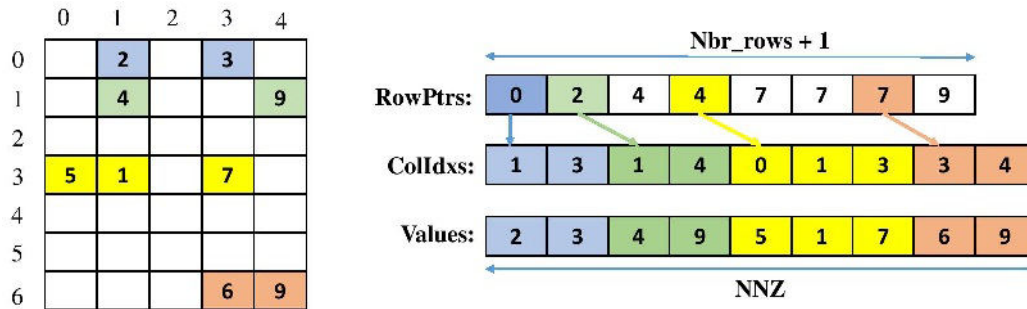 0 1 2 3 4
0 2 3
1 4 9
2
3 5 1 7
4
5
6 6 9
Nbr_rows + 1
RowPtrs: 0 2 4 4 7 7 7 9
ColIdxs: 1 3 1 4 0 1 3 3 4
Values: 2 3 4 9 5 1 7 6 9
NNZ